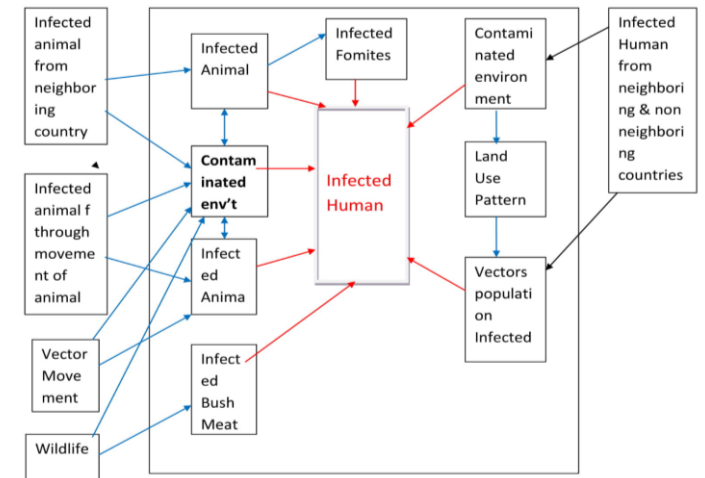 Infected
animal
from
neighbor
ing
country
Infected
animal f
through
moveme
nt of
animal
Vector
Move
ment
Wildlife
Infected
Animal
Contam
inated
env't
Infect
ed
Anima
Infect
ed
Bush
Meat
Infected
Fomites
Infected
Human
Contami
nated
environ
ment
Land
Use
Pattern
Vectors
populati
on
Infected
Infected
Human
from
neighbori
ng & non
neighbori
ng
countries